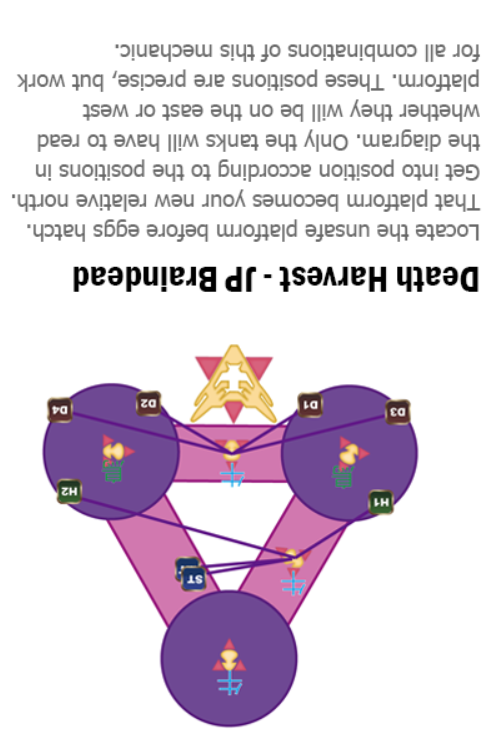 ST
H1
H2
D3
D1
D2
D4
Death Harvest - JP Braindead
Locate the unsafe platform before eggs hatch.
That platform becomes your new relative north.
Get into position according to the positions in
the diagram. Only the tanks will have to read
whether they will be on the east or west
platform. These positions are precise, but work
for all combinations of this mechanic.